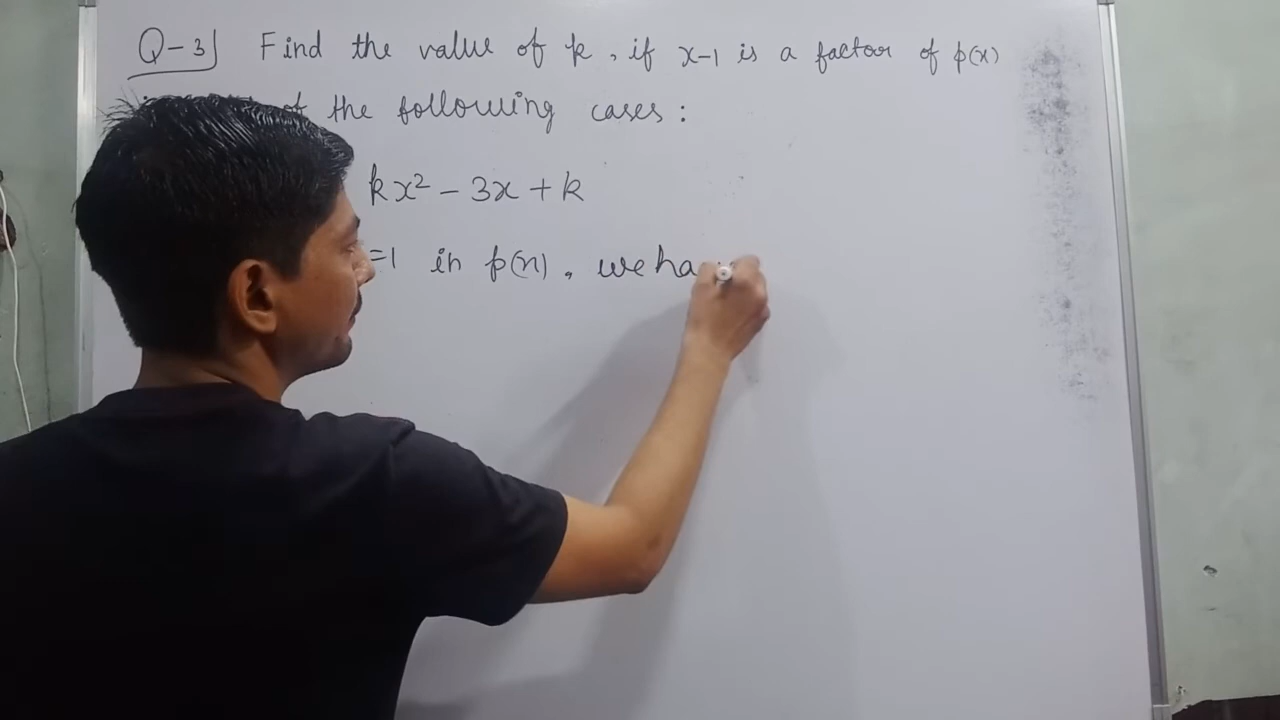 Q-3 Find the value of k, if x-1 is a factor of p(x)
of the following cases:
kx² - 3x + k
=1 in p(x), we ha